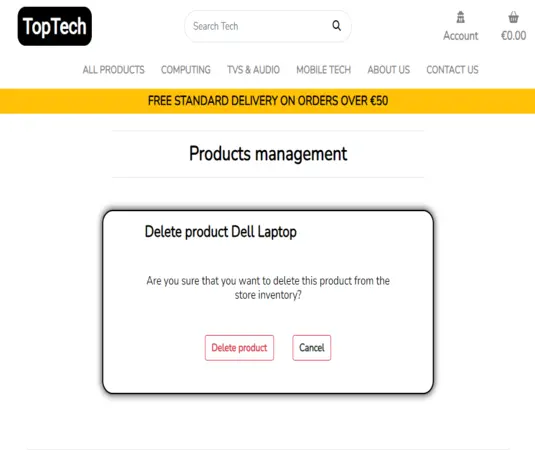 TopTech
Search Tech
Account
€0.00
ALL PRODUCTS COMPUTING TVS & AUDIO MOBILE TECH ABOUT US CONTACT US
FREE STANDARD DELIVERY ON ORDERS OVER €50
Products management
Delete product Dell Laptop
Are you sure that you want to delete this product from the
store inventory?
Delete product Cancel